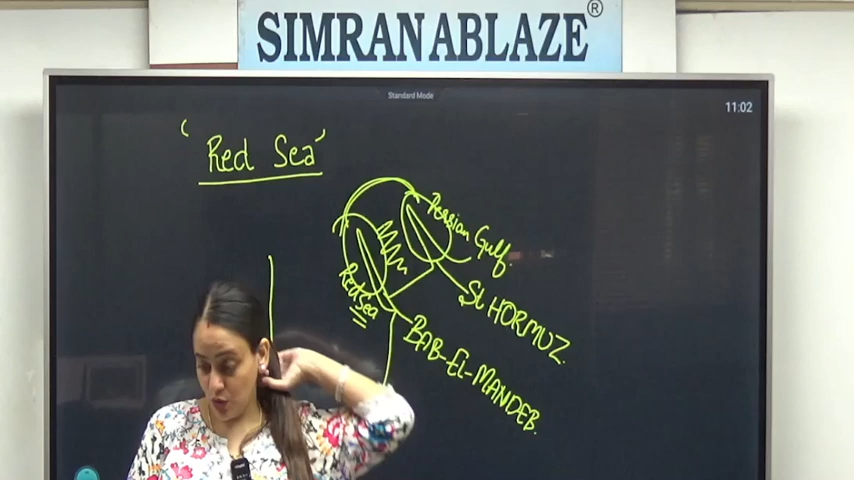 SIMRAN ABLAZE®
Standard Mode
11:02
‘Red Sea’
Persian Gulf.
St HORMUZ.
Red Sea
BAB-El-MANDEB.